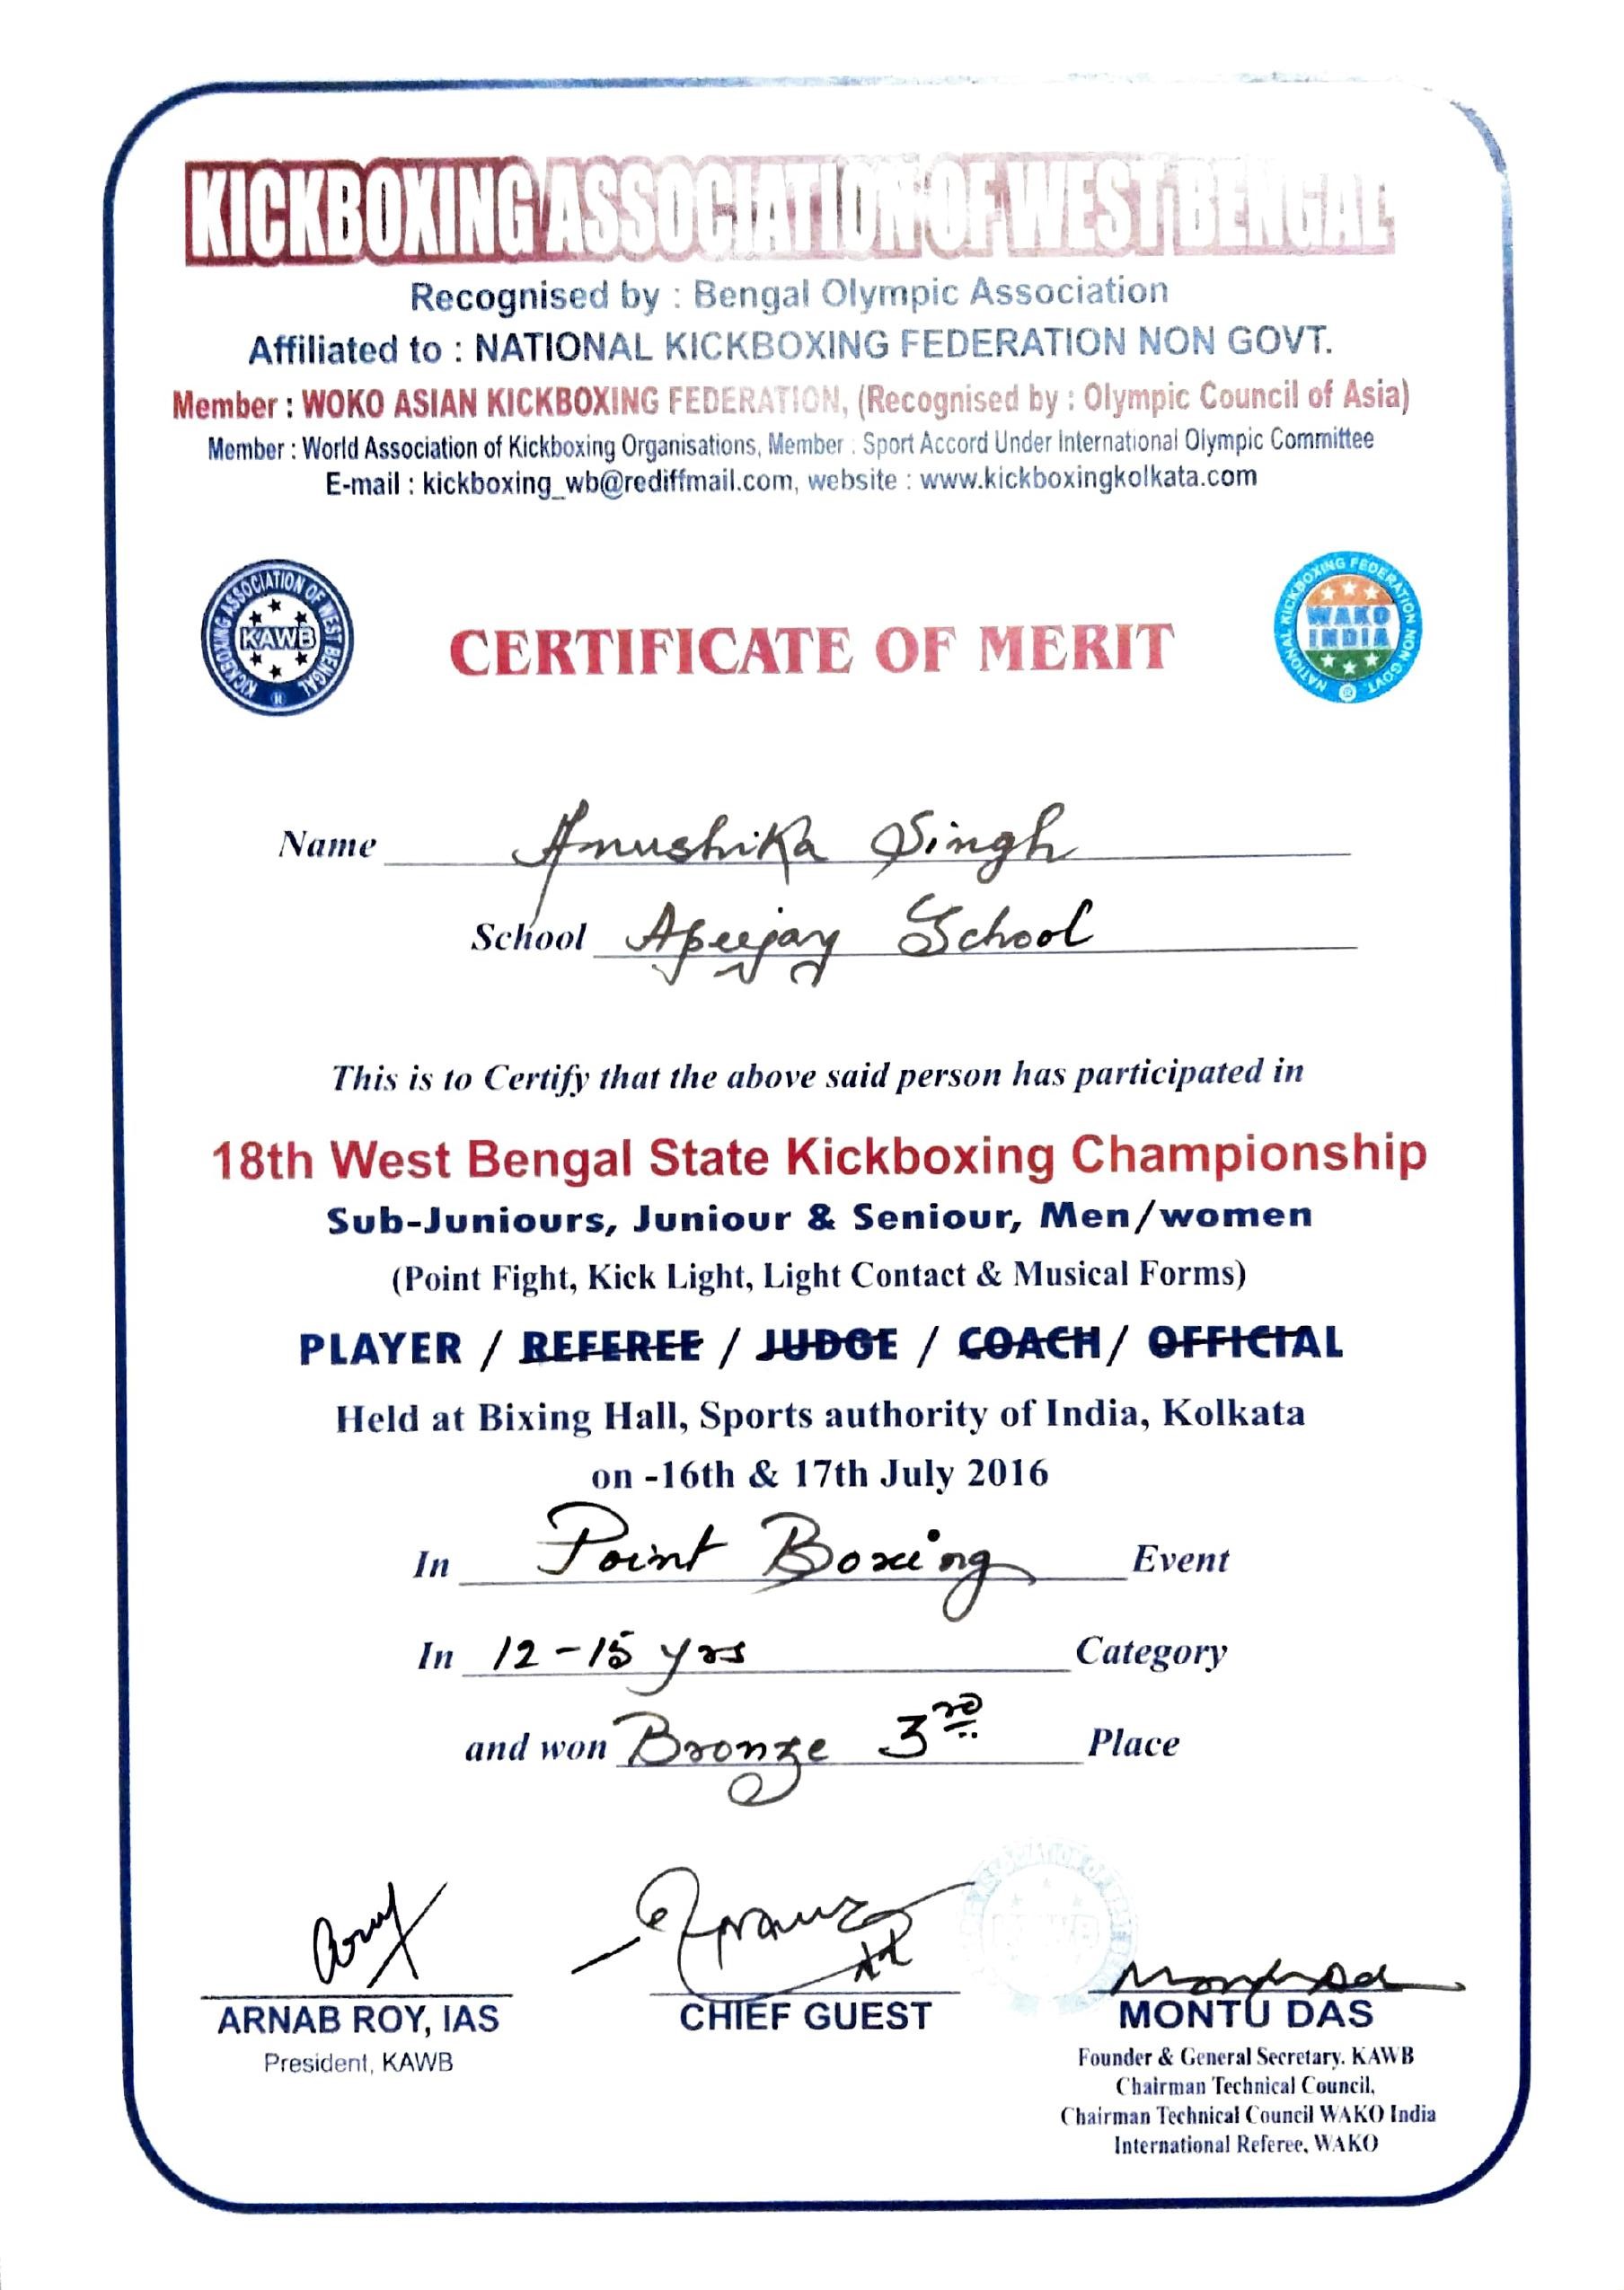 KICKBOXING ASSOCIATION OF WEST BENGAL
Recognised by : Bengal Olympic Association
Affiliated to : NATIONAL KICKBOXING FEDERATION NON GOVT.
Member : WOKO ASIAN KICKBOXING FEDERATION, (Recognised by : Olympic Council of Asia)
Member : World Association of Kickboxing Organisations, Member : Sport Accord Under International Olympic Committee
E-mail : kickboxing_wb@rediffmail.com, website : www.kickboxingkolkata.com
KICKBOXING ASSOCIATION OF WEST BENGAL
KAWB
CERTIFICATE OF MERIT
NATIONAL KICKBOXING FEDERATION NON GOVT.
WAKO
INDIA
Name Anushika Singh
School Apeejay School
This is to Certify that the above said person has participated in
18th West Bengal State Kickboxing Championship
Sub-Juniours, Juniour & Seniour, Men/women
(Point Fight, Kick Light, Light Contact & Musical Forms)
PLAYER / REFEREE / JUDGE / COACH / OFFICIAL
Held at Bixing Hall, Sports authority of India, Kolkata
on -16th & 17th July 2016
In Point Boxing Event
In 12-15 yrs Category
and won Bronze 3rd Place
ARNAB ROY, IAS
President, KAWB
CHIEF GUEST
MONTU DAS
Founder & General Secretary. KAWB
Chairman Technical Council,
Chairman Technical Council WAKO India
International Referee, WAKO